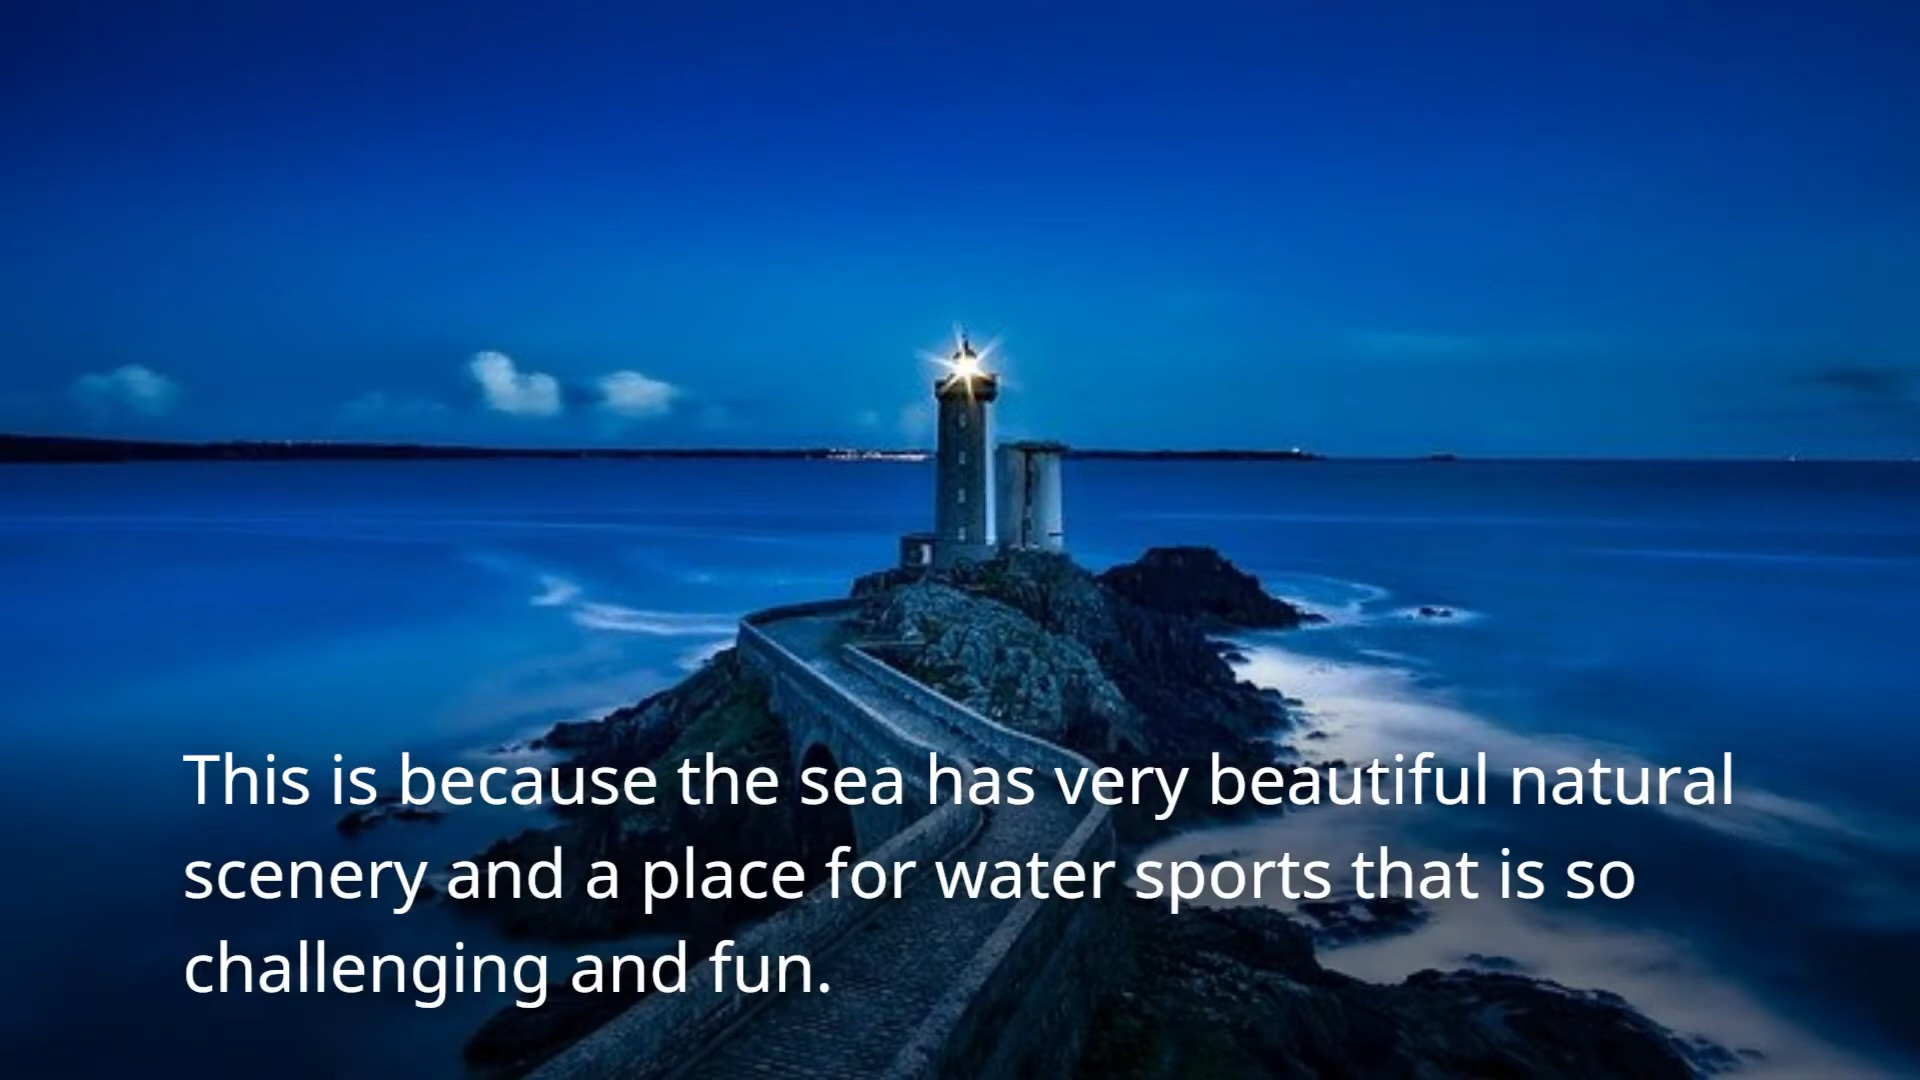 This is because the sea has very beautiful natural
scenery and a place for water sports that is so
challenging and fun.